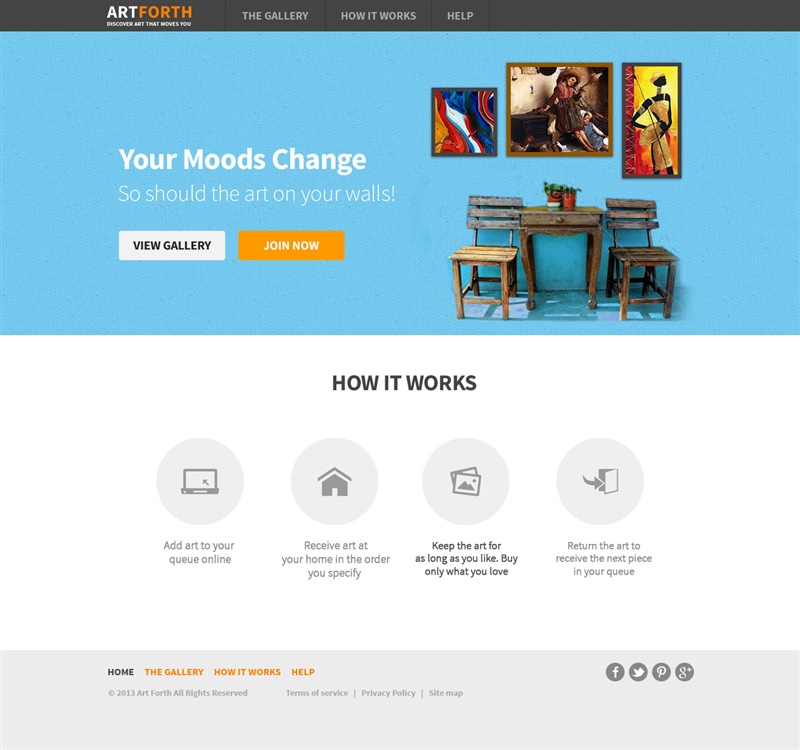 ARTFORTH
DISCOVER ART THAT MOVES YOU
THE GALLERY
HOW IT WORKS
HELP
Your Moods Change
So should the art on your walls!
VIEW GALLERY
JOIN NOW
HOW IT WORKS
Add art to your
queue online
Receive art at
your home in the order
you specify
Keep the art for
as long as you like. Buy
only what you love
Return the art to
receive the next piece
in your queue
HOME THE GALLERY HOW IT WORKS HELP
© 2013 Art Forth All Rights Reserved
Terms of service | Privacy Policy | Site map